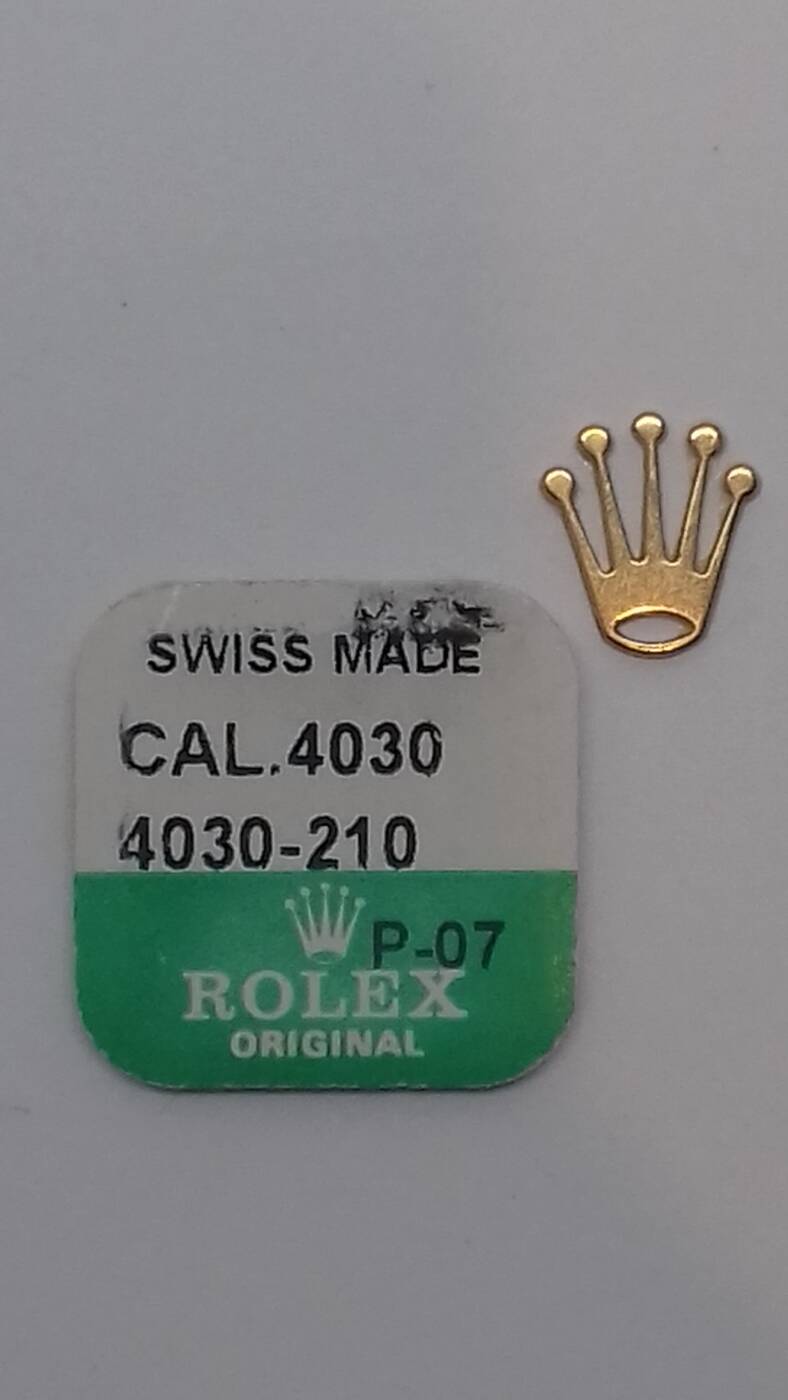 SWISS MADE
CAL.4030
4030-210
P-07
ROLEX
ORIGINAL